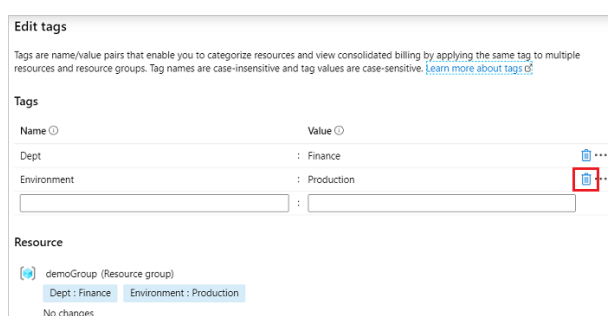 Edit tags
Tags are name/value pairs that enable you to categorize resources and view consolidated billing by applying the same tag to multiple
resources and resource groups. Tag names are case-insensitive and tag values are case-sensitive. Learn more about tags
Tags
Name Value
Dept : Finance
Environment : Production
:
Resource
demoGroup (Resource group)
Dept : Finance Environment : Production
No changes